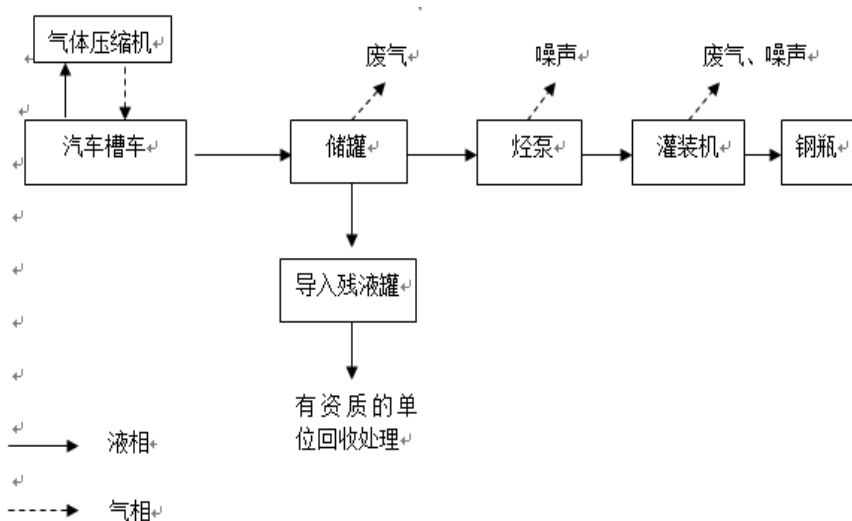 气体压缩机
废气
噪声
废气、噪声
汽车槽车
储罐
烃泵
灌装机
钢瓶
导入残液罐
有资质的单
位回收处理
液相
气相